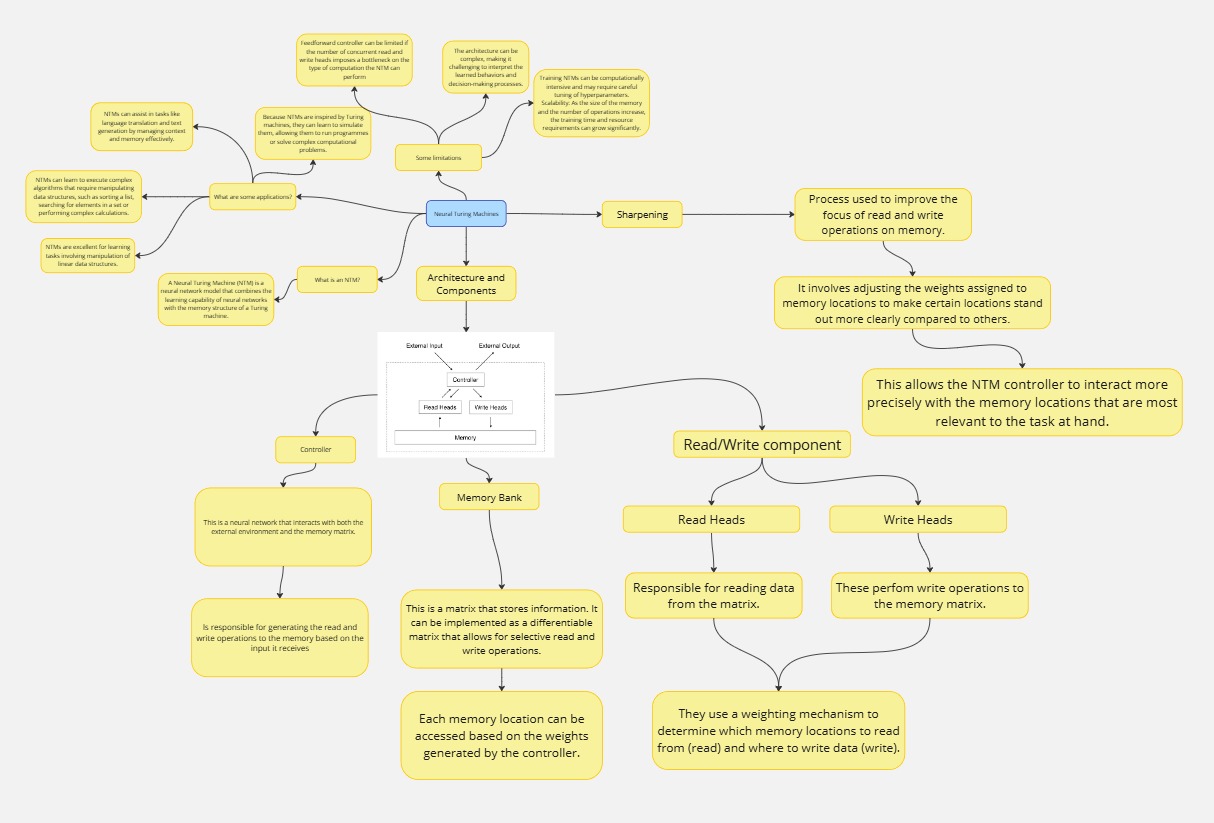 Feedforward controller can be limited if
the number of concurrent read and
write heads imposes a bottleneck on the
type of computation the NTM can
perform
The architecture can be
complex, making it
challenging to interpret the
learned behaviors and
decision-making processes.
Training NTMs can be computationally
intensive and may require careful
tuning of hyperparameters.
Scalability: As the size of the memory
and the number of operations increase,
the training time and resource
requirements can grow significantly.
NTMs can assist in tasks like
language translation and text
generation by managing context
and memory effectively.
Because NTMs are inspired by Turing
machines, they can learn to simulate
them, allowing them to run programmes
or solve complex computational
problems.
Some limitations
NTMs can learn to execute complex
algorithms that require manipulating
data structures, such as sorting a list,
searching for elements in a set or
performing complex calculations.
What are some applications?
NTMs are excellent for learning
tasks involving manipulation of
linear data structures.
Neural Turing Machines
Sharpening
Process used to improve the
focus of read and write
operations on memory.
It involves adjusting the weights assigned to
memory locations to make certain locations stand
out more clearly compared to others.
This allows the NTM controller to interact more
precisely with the memory locations that are most
relevant to the task at hand.
What is an NTM?
A Neural Turing Machine (NTM) is a
neural network model that combines the
learning capability of neural networks
with the memory structure of a Turing
machine.
Architecture and
Components
External Input
External Output
Controller
Read Heads
Write Heads
Memory
Controller
This is a neural network that interacts with both the
external environment and the memory matrix.
Is responsible for generating the read and
write operations to the memory based on the
input it receives
Memory Bank
This is a matrix that stores information. It
can be implemented as a differentiable
matrix that allows for selective read and
write operations.
Each memory location can be
accessed based on the weights
generated by the controller.
Read/Write component
Read Heads
Write Heads
Responsible for reading data
from the matrix.
These perfom write operations to
the memory matrix.
They use a weighting mechanism to
determine which memory locations to read
from (read) and where to write data (write).